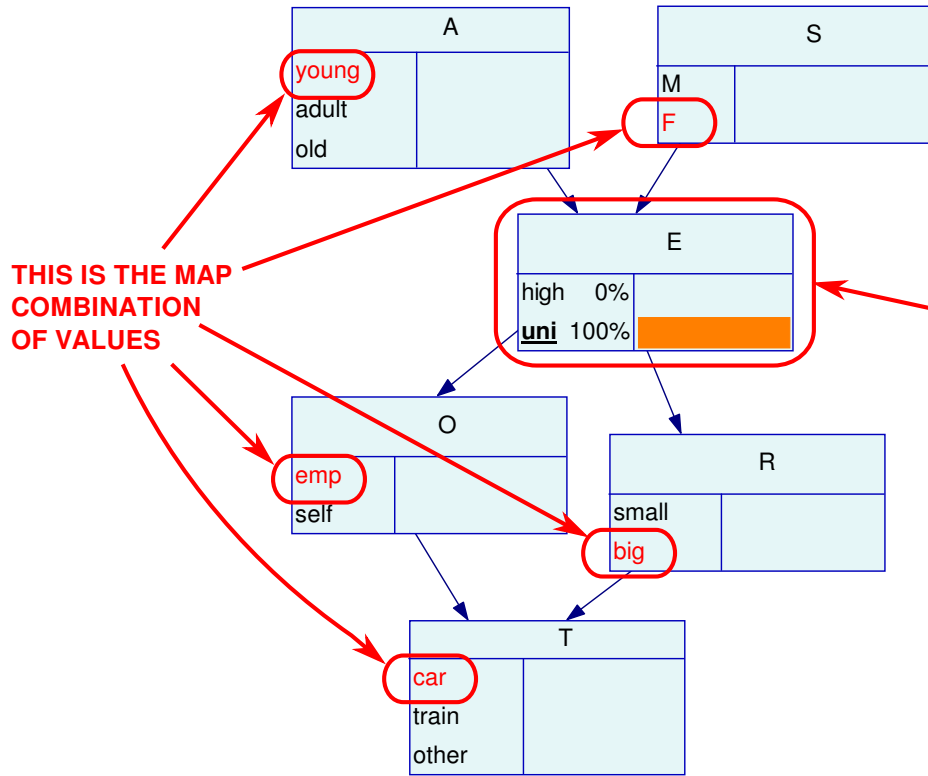 A
young
adult
old
S
M
F
E
high 0%
uni 100%
THIS IS THE MAP
COMBINATION
OF VALUES
O
emp
self
R
small
big
T
car
train
other